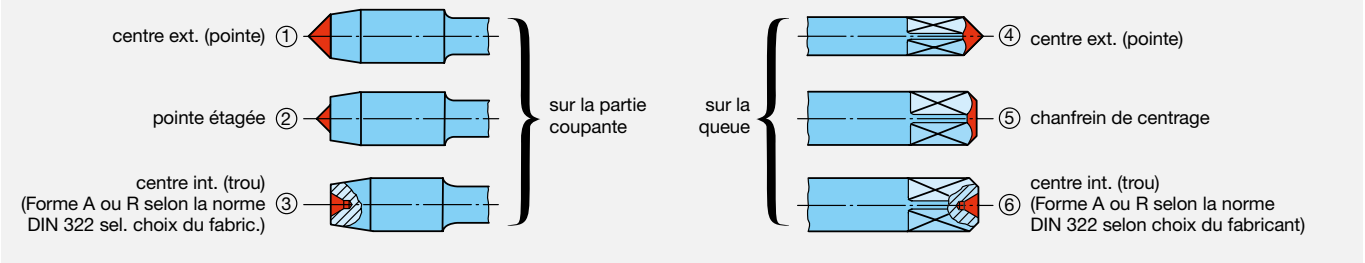 centre ext. (pointe) ①
pointe étagée ②
centre int. (trou)
(Forme A ou R selon la norme ③
DIN 322 sel. choix du fabric.)
sur la partie
coupante
sur la
queue
④ centre ext. (pointe)
⑤ chanfrein de centrage
centre int. (trou)
⑥ (Forme A ou R selon la norme
DIN 322 selon choix du fabricant)